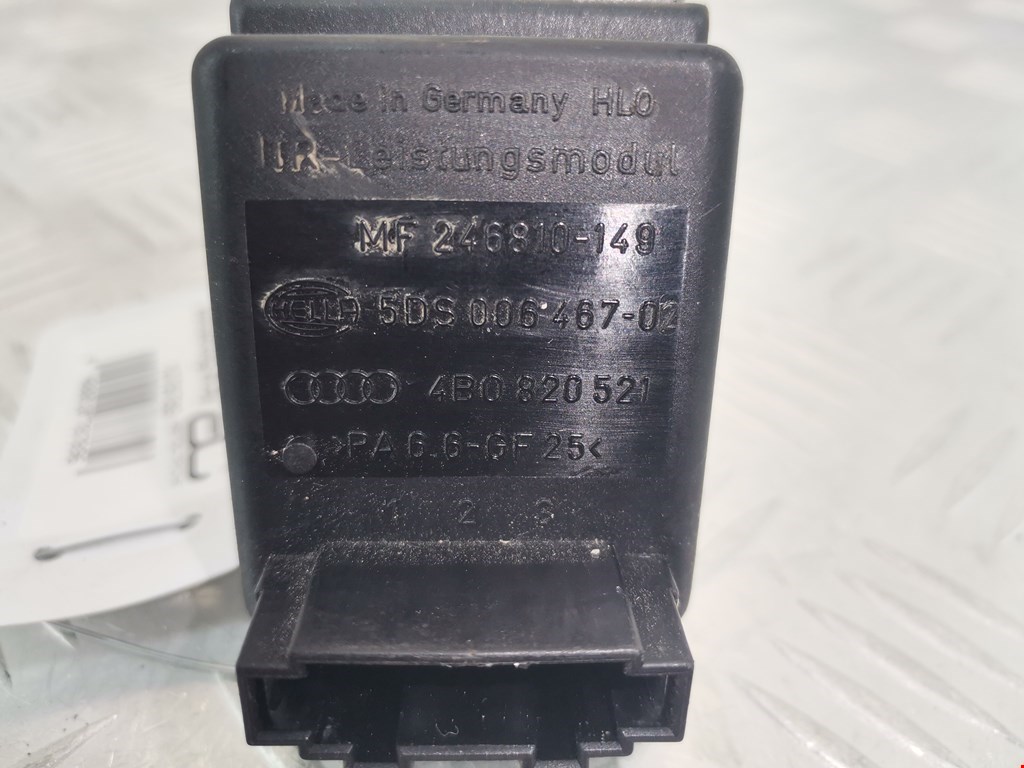 Made in Germany HLO
HR-Leistungsmodul
MF 246810-149
HELLA 5DS 006 467-02
4B0 820 521
>PA 6.6-GF 25<
1 2 3